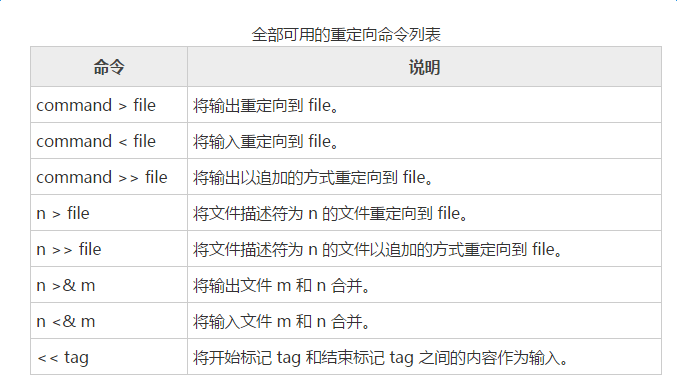 全部可用的重定向命令列表
命令 说明
command > file 将输出重定向到 file。
command < file 将输入重定向到 file。
command >> file 将输出以追加的方式重定向到 file。
n > file 将文件描述符为 n 的文件重定向到 file。
n >> file 将文件描述符为 n 的文件以追加的方式重定向到 file。
n >& m 将输出文件 m 和 n 合并。
n <& m 将输入文件 m 和 n 合并。
<< tag 将开始标记 tag 和结束标记 tag 之间的内容作为输入。